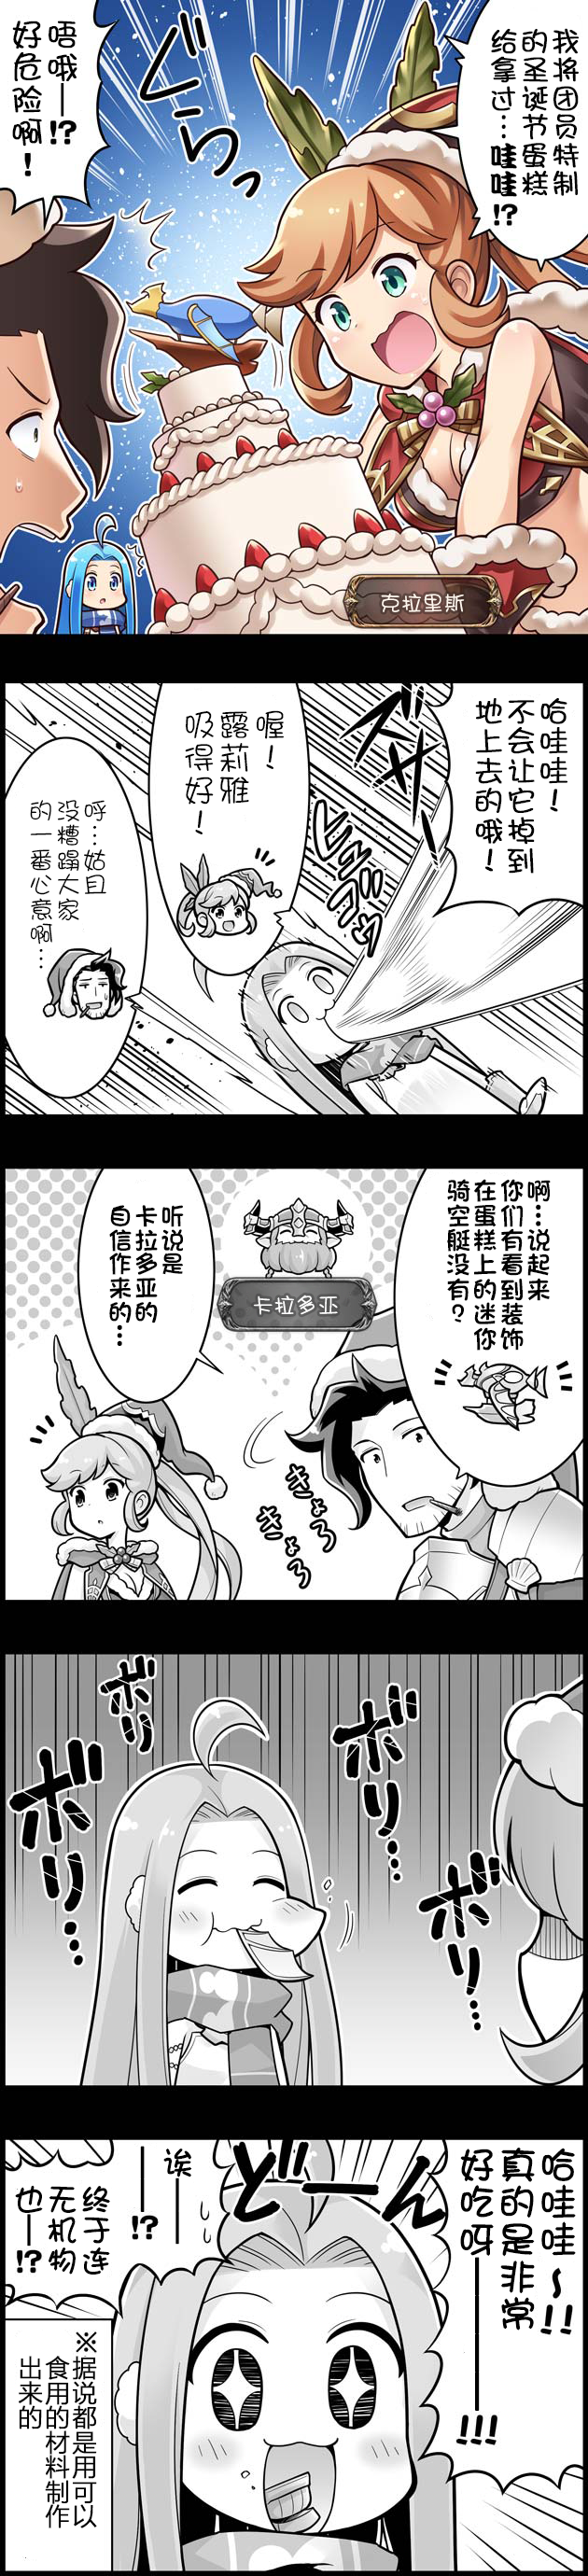 我将团员特制
的圣诞节蛋糕
给拿过…哇哇!?
唔哦—!?
好危险啊!
ぐらっ
克拉里斯
哈哇哇!
不会让它掉到
地上去的哦!
ズズ
喔!
露莉雅
吸得好!
呼…姑且
没糟蹋大家
的一番心意啊…
啊…说起来
你们有看到装饰
在蛋糕上的迷你
骑空艇没有?
卡拉多亚
听说是
卡拉多亚的
自信作来的…
きょろ
きょろ
ボリ…
ボリ…
ボリ…
ボリ…
哈哇哇~!!
真的是非常
好吃呀——!!!
どーん
诶——!?
终于连
无机物
也—!?
※据说都是用可以
食用的材料制作
出来的